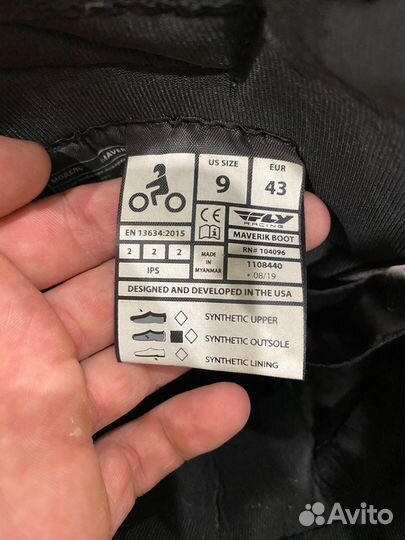 US SIZE
EUR
9
43
CE
FLY
RACING
MAVERIK BOOT
EN 13634:2015
2 2 2
MADE IN MYANMAR
RN# 104096
1108440
IPS
• 08/19
DESIGNED AND DEVELOPED IN THE USA
SYNTHETIC UPPER
SYNTHETIC OUTSOLE
SYNTHETIC LINING
Avito